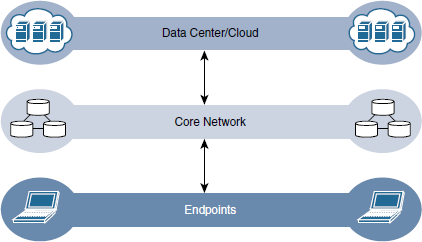 Data Center/Cloud
Core Network
Endpoints